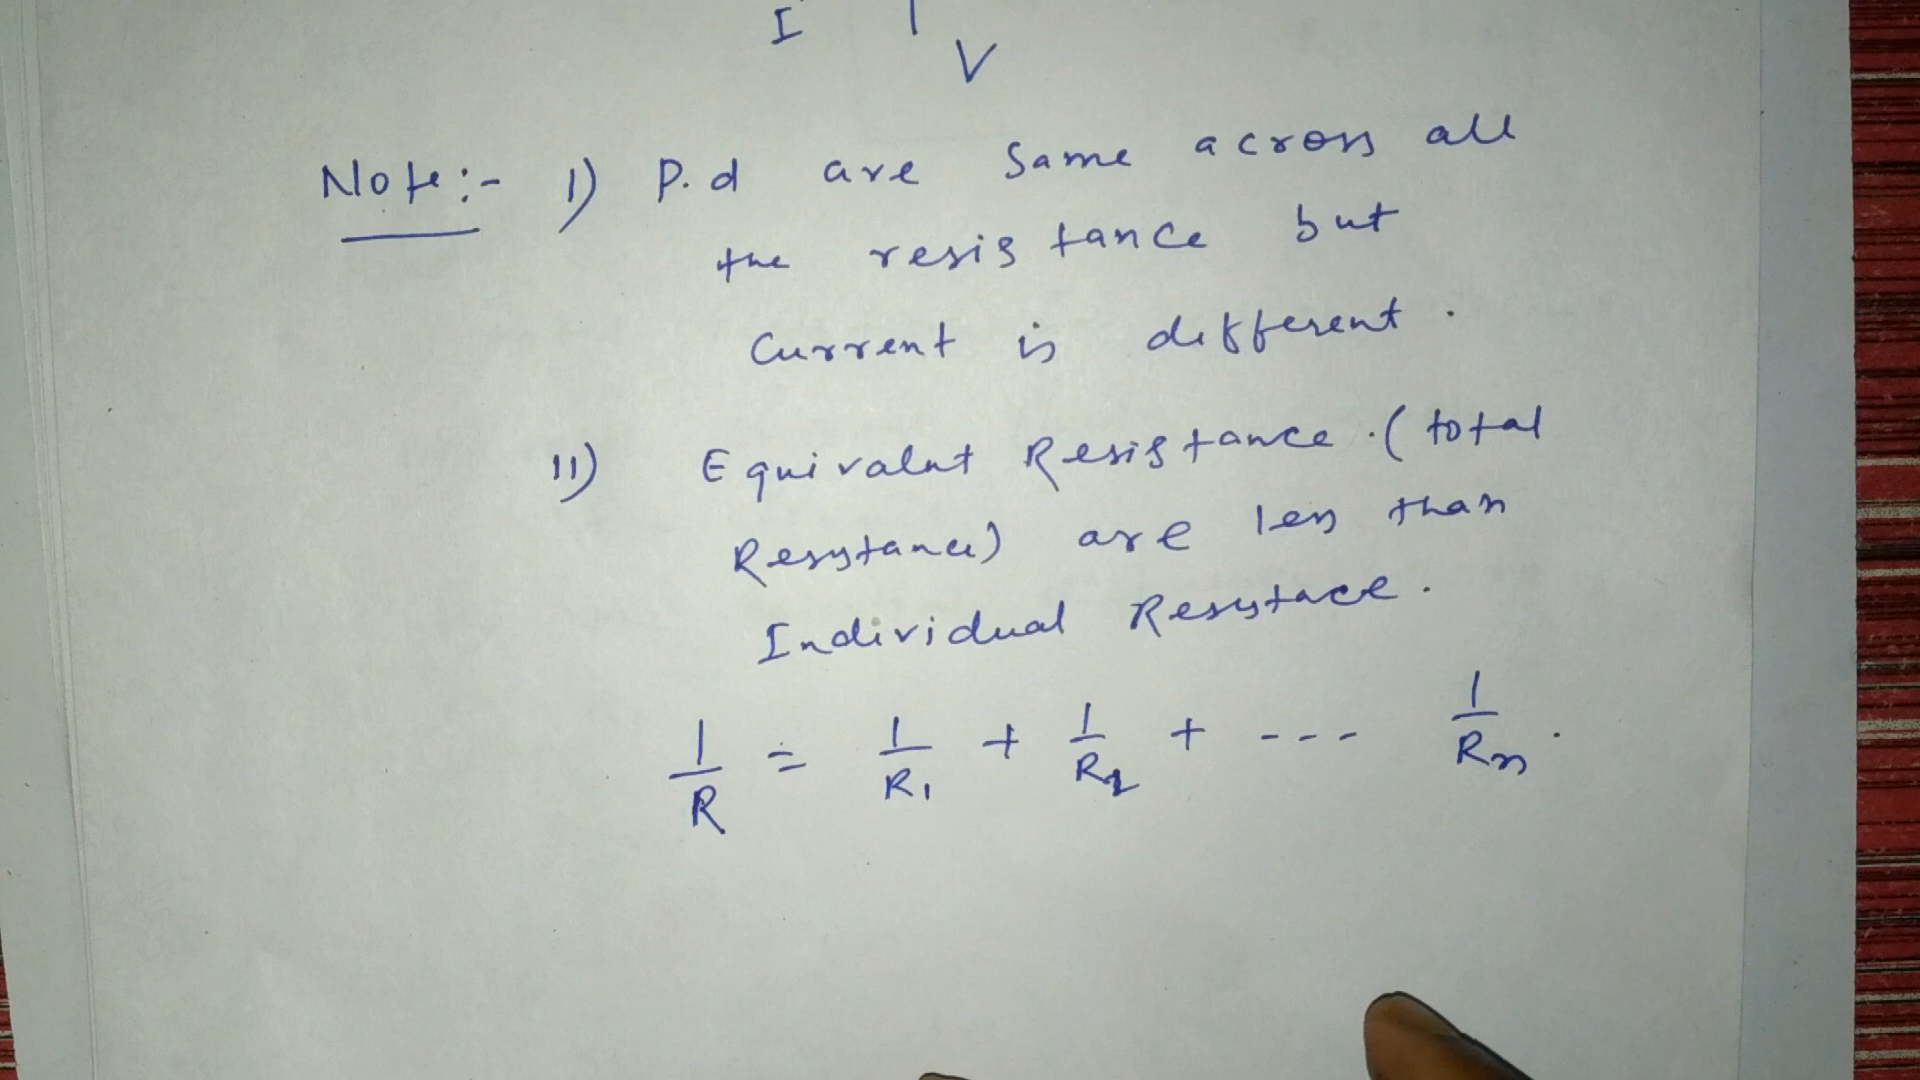 I
V
Note:- 1) P.d are Same across all
the resistance but
Current is different.
11) Equivalnt Resistance.(total
Resystance) are less than
Individual Resystace.
1/R = 1/R1 + 1/R2 + --- 1/Rn.